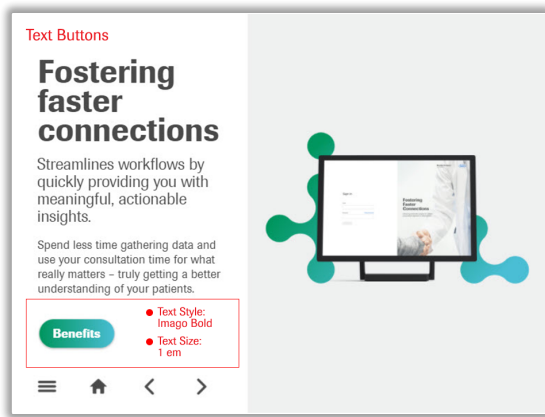 Text Buttons
Fostering
faster
connections
Streamlines workflows by
quickly providing you with
meaningful, actionable
insights.
Spend less time gathering data and
use your consultation time for what
really matters – truly getting a better
understanding of your patients.
Benefits
Text Style:
Imago Bold
Text Size:
1 em
Fostering
Faster
Connections